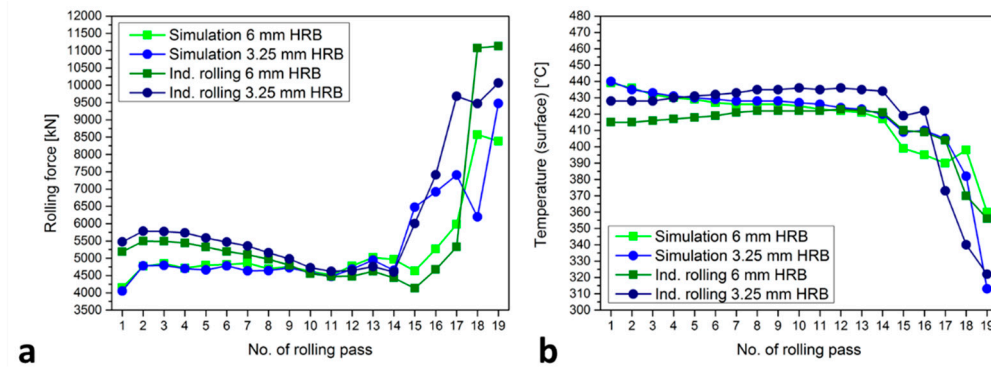 12000
11500
11000
10500
10000
9500
9000
8500
8000
7500
7000
6500
6000
5500
5000
4500
4000
3500
Rolling force [kN]
Simulation 6 mm HRB
Simulation 3.25 mm HRB
Ind. rolling 6 mm HRB
Ind. rolling 3.25 mm HRB
1 2 3 4 5 6 7 8 9 10 11 12 13 14 15 16 17 18 19
No. of rolling pass
a
480
470
460
450
440
430
420
410
400
390
380
370
360
350
340
330
320
310
300
Temperature (surface) [°C]
Simulation 6 mm HRB
Simulation 3.25 mm HRB
Ind. rolling 6 mm HRB
Ind. rolling 3.25 mm HRB
1 2 3 4 5 6 7 8 9 10 11 12 13 14 15 16 17 18 19
No. of rolling pass
b